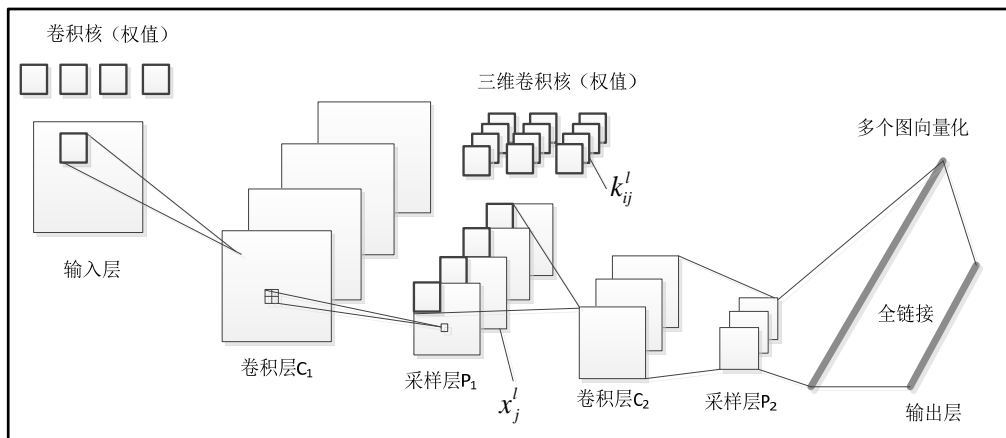 卷积核（权值）
三维卷积核（权值）
多个图向量化
k_{ij}^{l}
输入层
全链接
卷积层C₁
采样层P₁
x_j^l
卷积层C₂
采样层P₂
输出层